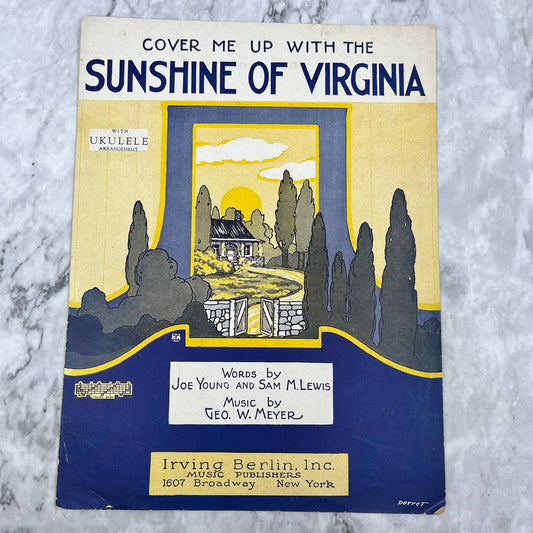 COVER ME UP WITH THE
SUNSHINE OF VIRGINIA
WITH
UKULELE
ARRANGEMENT
WORDS by
JOE YOUNG AND SAM M. LEWIS
MUSIC by
GEO. W. MEYER
Irving Berlin, Inc.
MUSIC PUBLISHERS
1607 Broadway New York